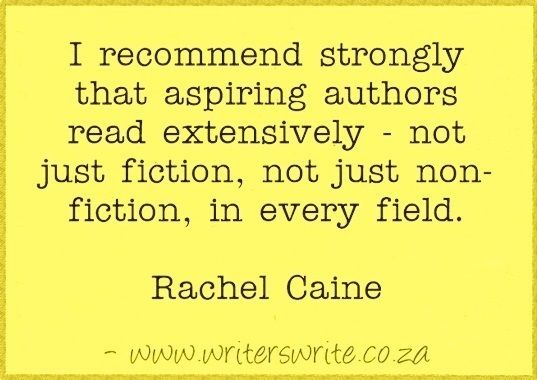 I recommend strongly
that aspiring authors
read extensively - not
just fiction, not just non-
fiction, in every field.
Rachel Caine
- www.writerswrite.co.za